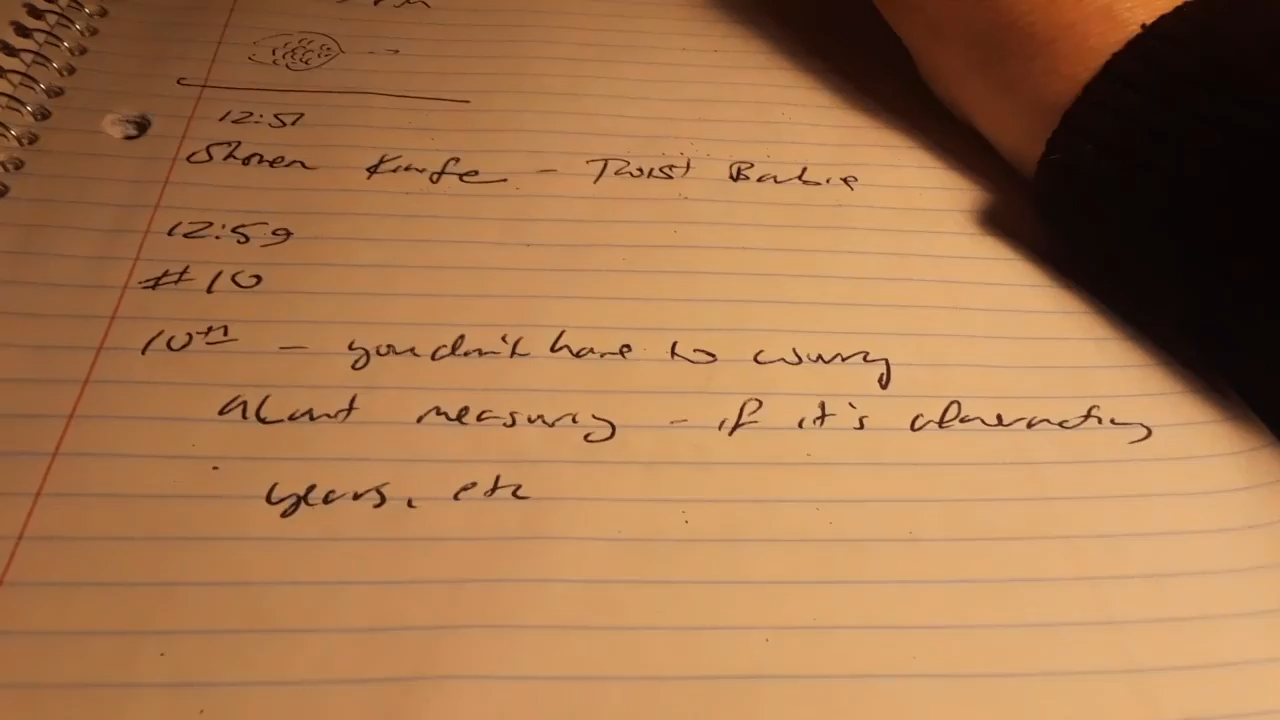 12:57
Shonen Knife - Twist Barbie
12:59
#10
10th - you don't have to worry
about measuring - if it's alternating
years, etc